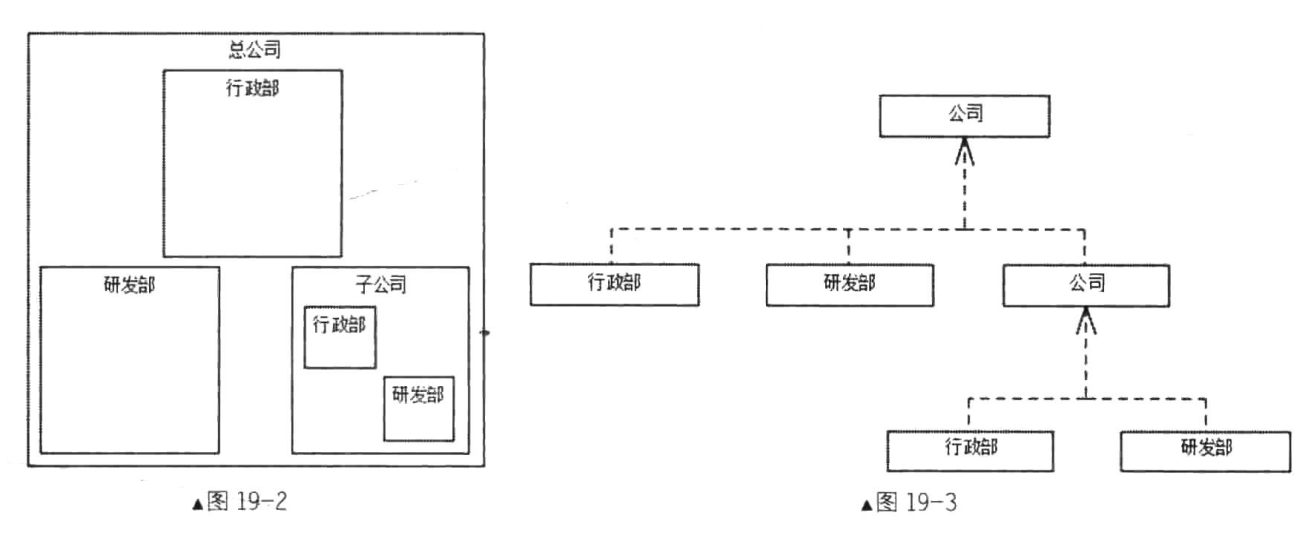 总公司
行政部
研发部
子公司
行政部
研发部
▲图 19-2
公司
行政部
研发部
公司
行政部
研发部
▲图 19-3